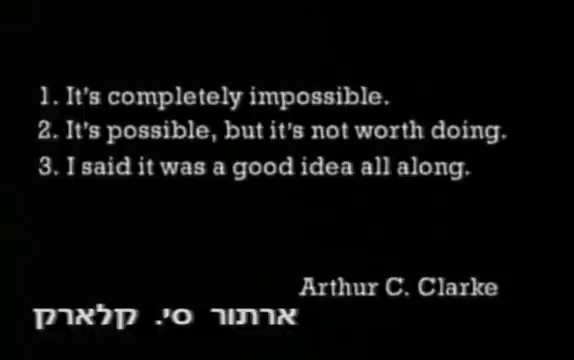 1. It's completely impossible.
2. It's possible, but it's not worth doing.
3. I said it was a good idea all along.
Arthur C. Clarke
ארתור סי. קלארק